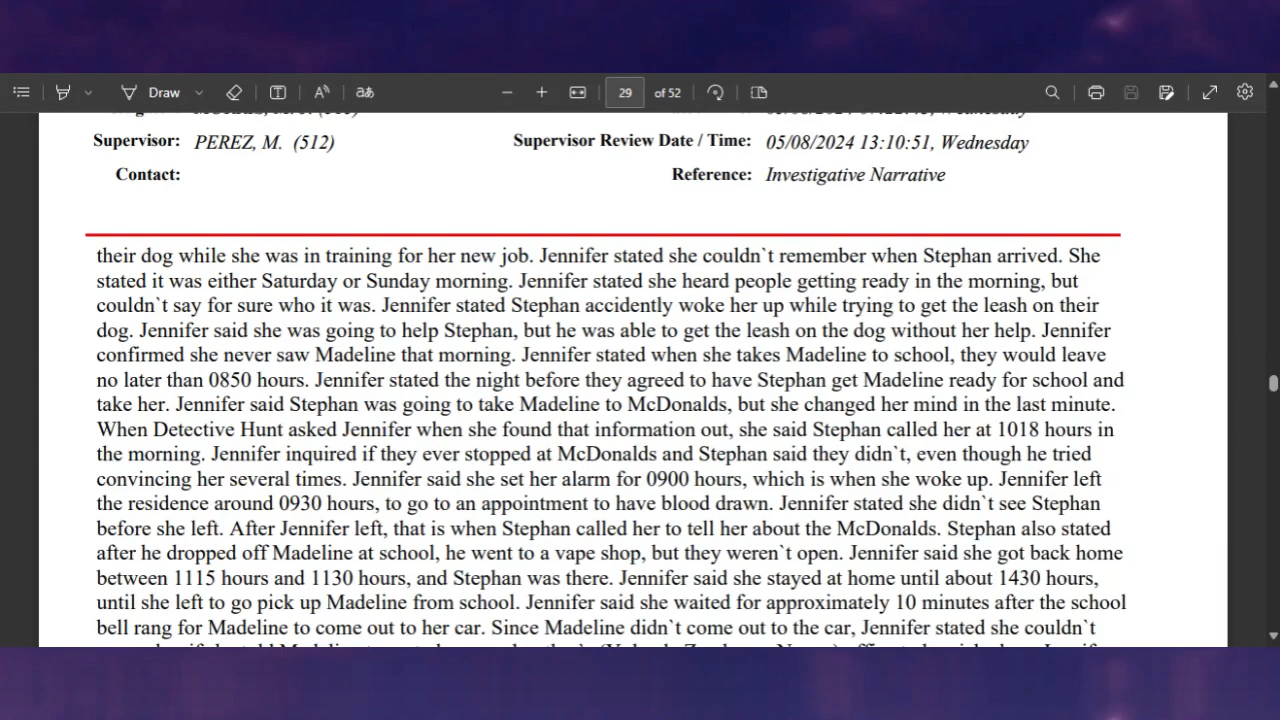 Draw
29 of 52
Supervisor: PEREZ, M. (512) Supervisor Review Date / Time: 05/08/2024 13:10:51, Wednesday
Contact: Reference: Investigative Narrative
their dog while she was in training for her new job. Jennifer stated she couldn`t remember when Stephan arrived. She
stated it was either Saturday or Sunday morning. Jennifer stated she heard people getting ready in the morning, but
couldn`t say for sure who it was. Jennifer stated Stephan accidently woke her up while trying to get the leash on their
dog. Jennifer said she was going to help Stephan, but he was able to get the leash on the dog without her help. Jennifer
confirmed she never saw Madeline that morning. Jennifer stated when she takes Madeline to school, they would leave
no later than 0850 hours. Jennifer stated the night before they agreed to have Stephan get Madeline ready for school and
take her. Jennifer said Stephan was going to take Madeline to McDonalds, but she changed her mind in the last minute.
When Detective Hunt asked Jennifer when she found that information out, she said Stephan called her at 1018 hours in
the morning. Jennifer inquired if they ever stopped at McDonalds and Stephan said they didn`t, even though he tried
convincing her several times. Jennifer said she set her alarm for 0900 hours, which is when she woke up. Jennifer left
the residence around 0930 hours, to go to an appointment to have blood drawn. Jennifer stated she didn`t see Stephan
before she left. After Jennifer left, that is when Stephan called her to tell her about the McDonalds. Stephan also stated
after he dropped off Madeline at school, he went to a vape shop, but they weren`t open. Jennifer said she got back home
between 1115 hours and 1130 hours, and Stephan was there. Jennifer said she stayed at home until about 1430 hours,
until she left to go pick up Madeline from school. Jennifer said she waited for approximately 10 minutes after the school
bell rang for Madeline to come out to her car. Since Madeline didn`t come out to the car, Jennifer stated she couldn`t